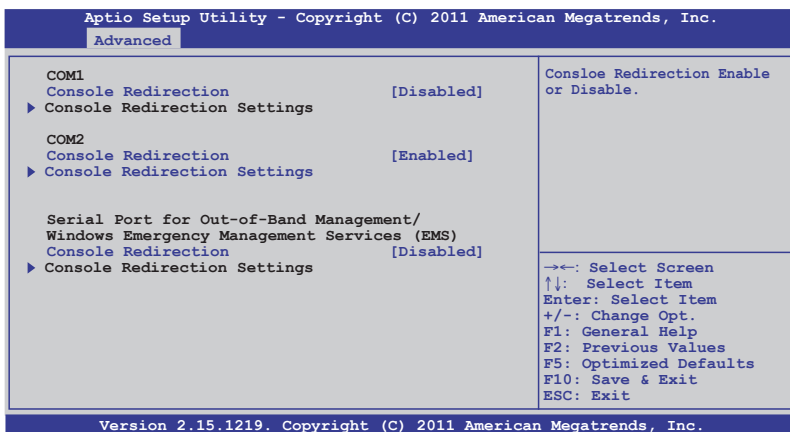 Aptio Setup Utility - Copyright (C) 2011 American Megatrends, Inc.
Advanced
COM1
Console Redirection [Disabled]
Console Redirection Settings
COM2
Console Redirection [Enabled]
Console Redirection Settings
Serial Port for Out-of-Band Management/
Windows Emergency Management Services (EMS)
Console Redirection [Disabled]
Console Redirection Settings
Consloe Redirection Enable
or Disable.
→←: Select Screen
↑↓: Select Item
Enter: Select Item
+/-: Change Opt.
F1: General Help
F2: Previous Values
F5: Optimized Defaults
F10: Save & Exit
ESC: Exit
Version 2.15.1219. Copyright (C) 2011 American Megatrends, Inc.